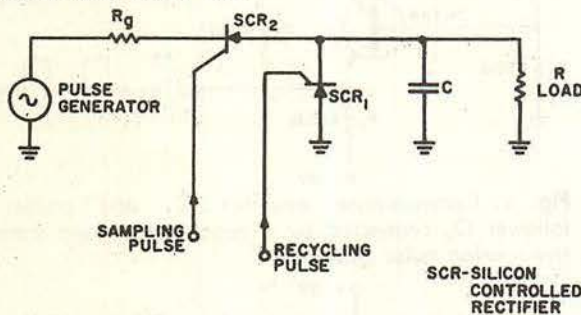 Rg
SCR2
PULSE
GENERATOR
SCR1
C
R
LOAD
SAMPLING
PULSE
RECYCLING
PULSE
SCR-SILICON
CONTROLLED
RECTIFIER